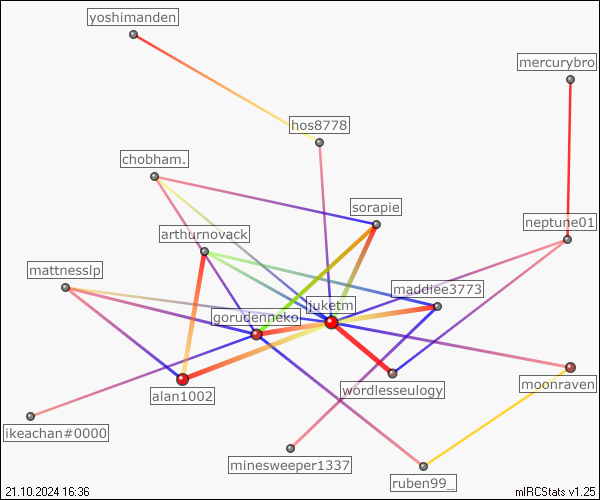 yoshimanden
mercurybro
hos8778
chobham.
sorapie
neptune01
arthurnovack
mattnesslp
maddiee3773
juketm
gorudenneko
alan1002
wordlesseulogy
moonraven
ikeachan#0000
minesweeper1337
ruben99_
21.10.2024 16:36
mIRCStats v1.25